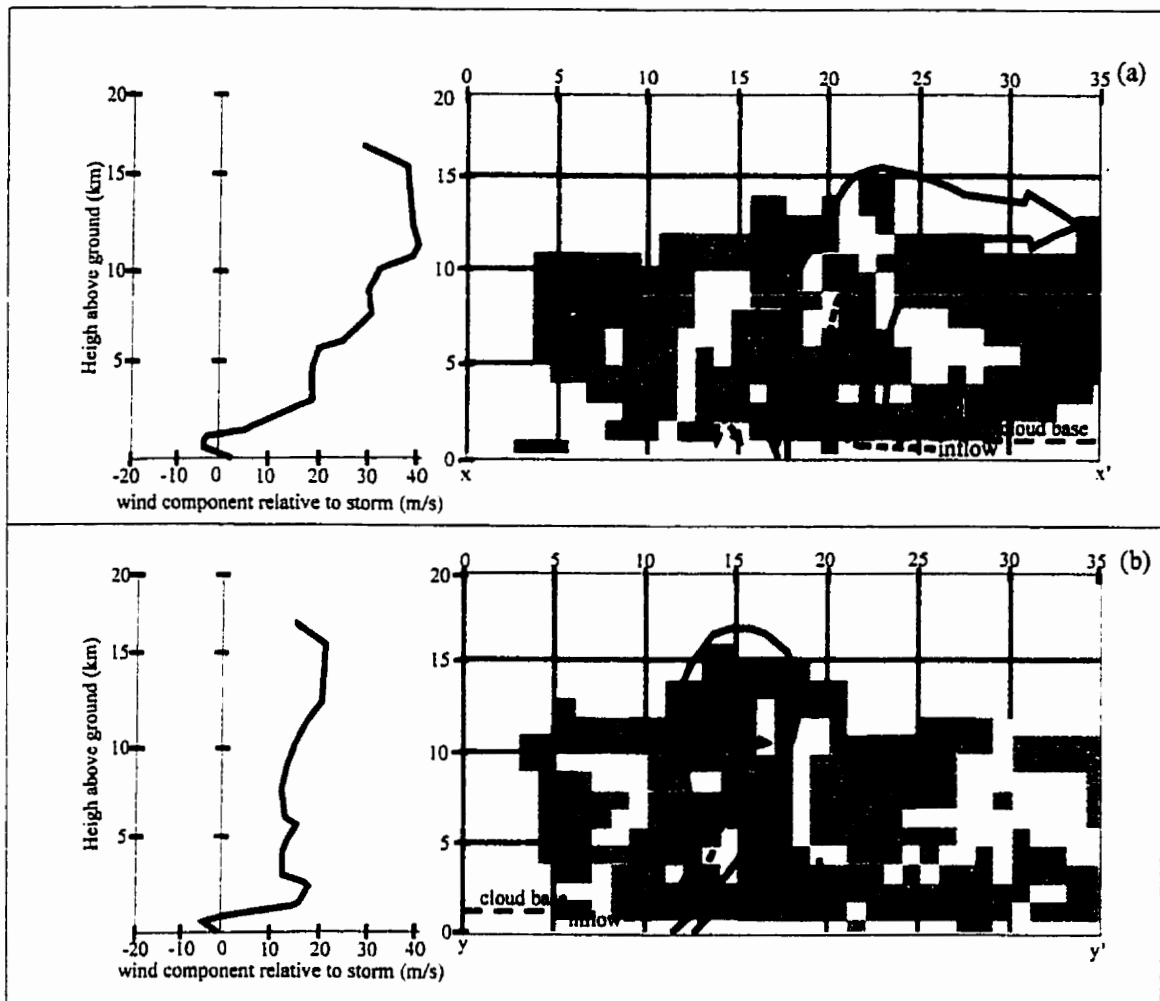 0 5 10 15 20 25 30 35 (a)
20
15
10
5
0
Heigh above ground (km)
-20 -10 0 10 20 30 40
wind component relative to storm (m/s)
20
15
10
5
0
cloud base
inflow
x x'
0 5 10 15 20 25 30 35 (b)
20
15
10
5
0
Heigh above ground (km)
-20 -10 0 10 20 30 40
wind component relative to storm (m/s)
20
15
10
5
0
cloud base
inflow
y y'